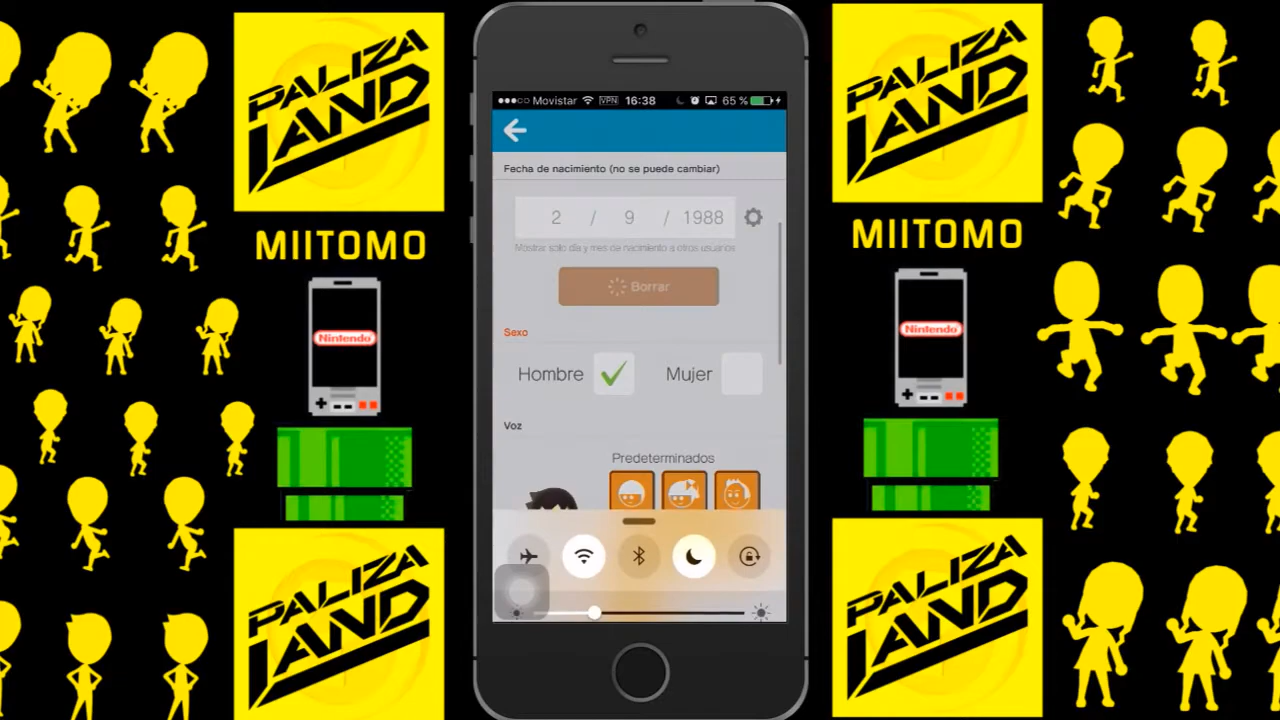 PALIZA
LAND
MIITOMO
Nintendo
PALIZA
LAND
Movistar VPN 16:38 65 %
Fecha de nacimiento (no se puede cambiar)
2 / 9 / 1988
Mostrar solo día y mes de nacimiento a otros usuarios
Borrar
Sexo
Hombre Mujer
Voz
Predeterminados
PALIZA
LAND
MIITOMO
Nintendo
PALIZA
LAND